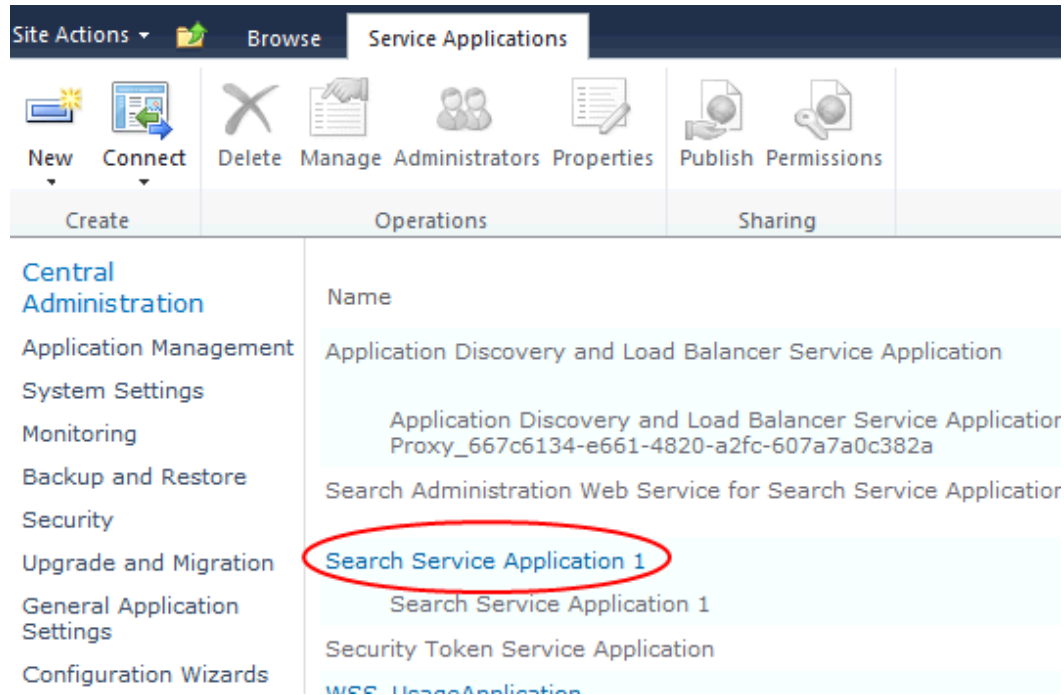 Site Actions Browse Service Applications
New Connect Delete Manage Administrators Properties Publish Permissions
Create Operations Sharing
Central
Administration
Application Management
System Settings
Monitoring
Backup and Restore
Security
Upgrade and Migration
General Application
Settings
Configuration Wizards
Name
Application Discovery and Load Balancer Service Application
Application Discovery and Load Balancer Service Application
Proxy_667c6134-e661-4820-a2fc-607a7a0c382a
Search Administration Web Service for Search Service Application
Search Service Application 1
Search Service Application 1
Security Token Service Application
WSS_UsageApplication